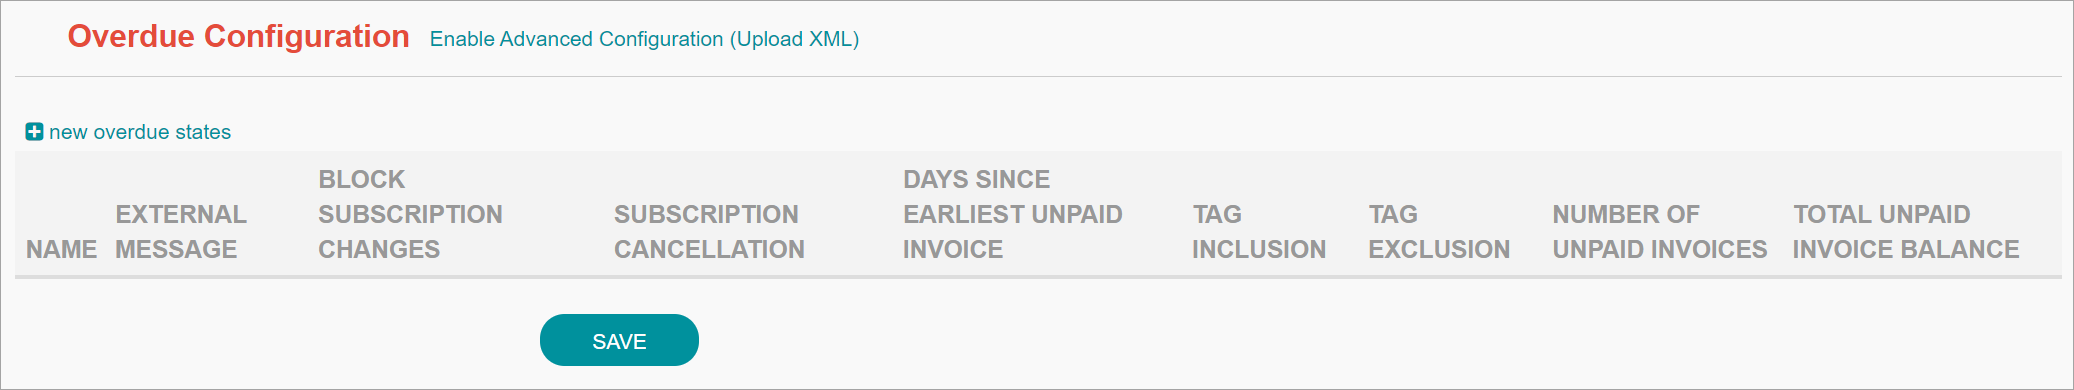 Overdue Configuration Enable Advanced Configuration (Upload XML)
new overdue states
NAME
EXTERNAL
MESSAGE
BLOCK
SUBSCRIPTION
CHANGES
SUBSCRIPTION
CANCELLATION
DAYS SINCE
EARLIEST UNPAID
INVOICE
TAG
INCLUSION
TAG
EXCLUSION
NUMBER OF
UNPAID INVOICES
TOTAL UNPAID
INVOICE BALANCE
SAVE